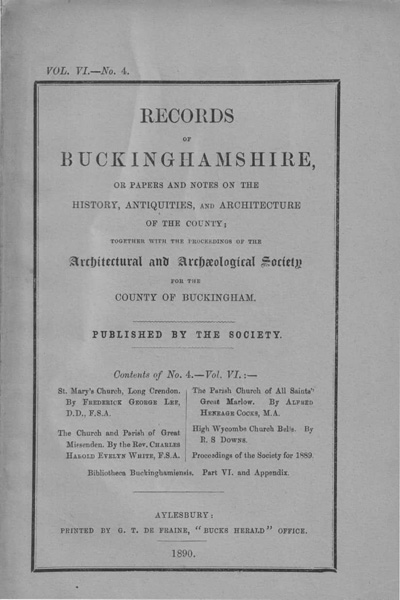 VOL. VI.—No. 4.
RECORDS
OF
BUCKINGHAMSHIRE,
OR PAPERS AND NOTES ON THE
HISTORY, ANTIQUITIES, AND ARCHITECTURE
OF THE COUNTY;
TOGETHER WITH THE PROCEEDINGS OF THE
Architectural and Archæological Society
FOR THE
COUNTY OF BUCKINGHAM.
PUBLISHED BY THE SOCIETY.
Contents of No. 4.—Vol. VI.:—
St. Mary's Church, Long Crendon.
By FREDERICK GEORGE LEE,
D.D., F.S.A.
The Church and Parish of Great
Missenden. By the Rev. CHARLES
HAROLD EVELYN WHITE, F.S.A.
The Parish Church of All Saints'
Great Marlow. By ALFRED
HENEAGE COCKS, M.A.
High Wycombe Church Bells. By
R. S DOWNS.
Proceedings of the Society for 1889.
Bibliotheca Buckinghamiensis. Part VI. and Appendix.
AYLESBURY:
PRINTED BY G. T. DE FRAINE, "BUCKS HERALD" OFFICE.
1890.